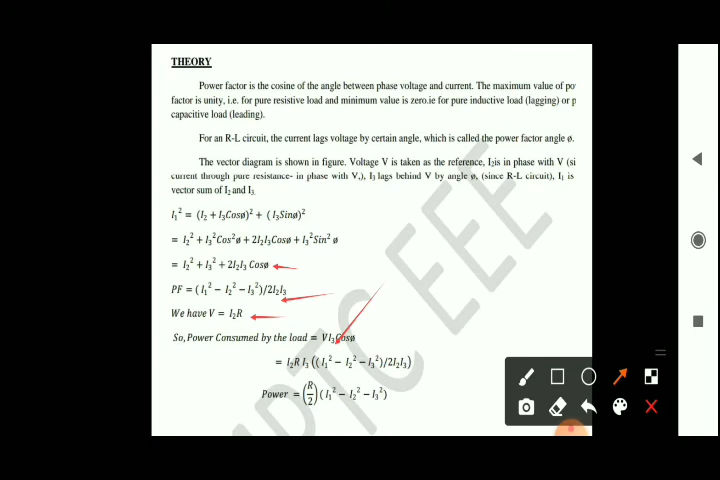 THEORY
Power factor is the cosine of the angle between phase voltage and current. The maximum value of po
factor is unity, i.e. for pure resistive load and minimum value is zero.ie for pure inductive load (lagging) or p
capacitive load (leading).
For an R-L circuit, the current lags voltage by certain angle, which is called the power factor angle ø.
The vector diagram is shown in figure. Voltage V is taken as the reference, I₂is in phase with V (si
current through pure resistance- in phase with V,), I₃ lags behind V by angle ø, (since R-L circuit), I₁ is
vector sum of I₂ and I₃.
I₁² = (I₂ + I₃Cosø)² + (I₃Sinø)²
= I₂² + I₃²Cos²ø + 2I₂I₃Cosø + I₃²Sin² ø
= I₂² + I₃² + 2I₂I₃ Cosø
PF = (I₁² − I₂² − I₃²)/2I₂I₃
We have V = I₂R
So, Power Consumed by the load = VI₃Cosø
= I₂R I₃ ((I₁² − I₂² − I₃²)/2I₂I₃)
Power = (R/2) (I₁² − I₂² − I₃²)
PTC EEE